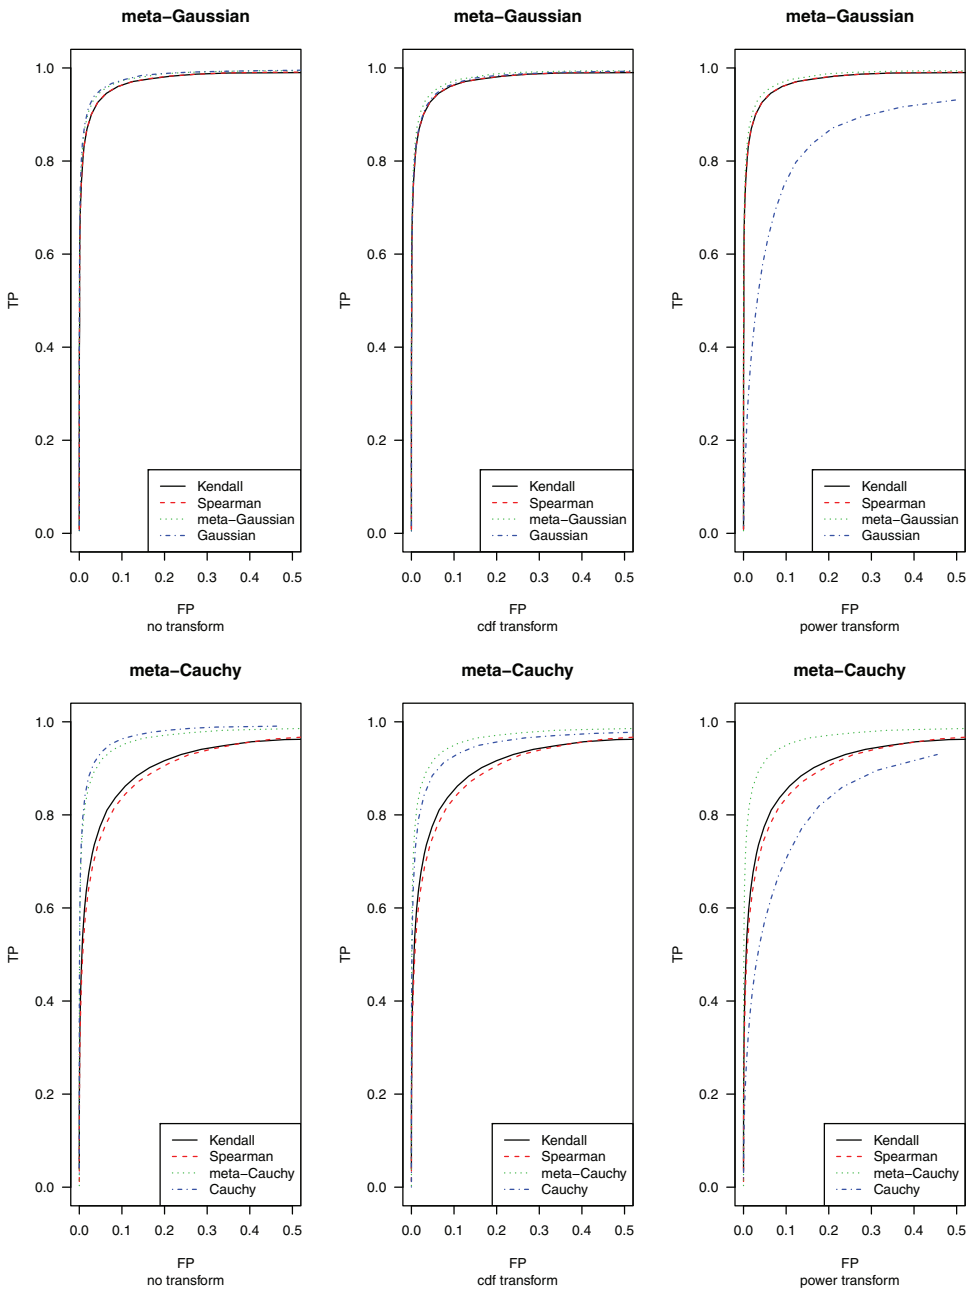 meta−Gaussian
TP
1.0
0.8
0.6
0.4
0.2
0.0
Kendall
Spearman
meta−Gaussian
Gaussian
0.0 0.1 0.2 0.3 0.4 0.5
FP
no transform
meta−Gaussian
TP
1.0
0.8
0.6
0.4
0.2
0.0
Kendall
Spearman
meta−Gaussian
Gaussian
0.0 0.1 0.2 0.3 0.4 0.5
FP
cdf transform
meta−Gaussian
TP
1.0
0.8
0.6
0.4
0.2
0.0
Kendall
Spearman
meta−Gaussian
Gaussian
0.0 0.1 0.2 0.3 0.4 0.5
FP
power transform
meta−Cauchy
TP
1.0
0.8
0.6
0.4
0.2
0.0
Kendall
Spearman
meta−Cauchy
Cauchy
0.0 0.1 0.2 0.3 0.4 0.5
FP
no transform
meta−Cauchy
TP
1.0
0.8
0.6
0.4
0.2
0.0
Kendall
Spearman
meta−Cauchy
Cauchy
0.0 0.1 0.2 0.3 0.4 0.5
FP
cdf transform
meta−Cauchy
TP
1.0
0.8
0.6
0.4
0.2
0.0
Kendall
Spearman
meta−Cauchy
Cauchy
0.0 0.1 0.2 0.3 0.4 0.5
FP
power transform